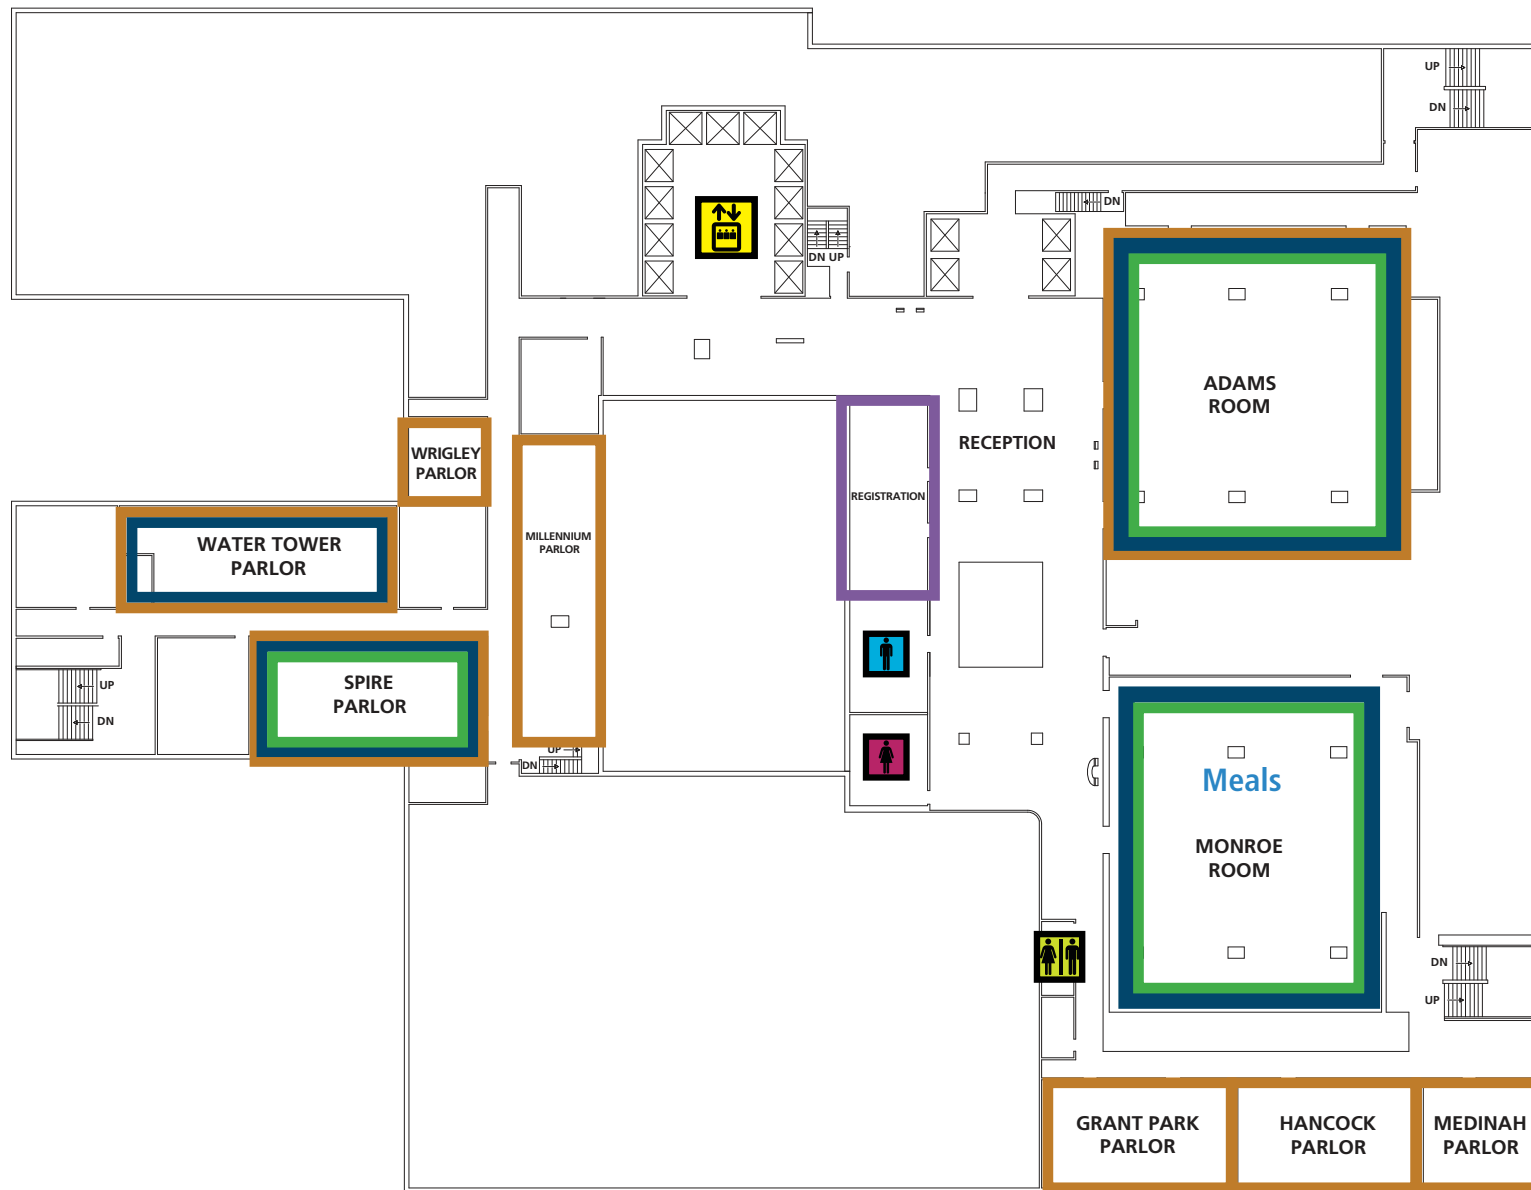 UP
DN
DN
DN UP
ADAMS
ROOM
RECEPTION
WRIGLEY
PARLOR
REGISTRATION
WATER TOWER
PARLOR
MILLENNIUM
PARLOR
SPIRE
PARLOR
UP
DN
UP
DN
Meals
MONROE
ROOM
DN
UP
GRANT PARK
PARLOR
HANCOCK
PARLOR
MEDINAH
PARLOR